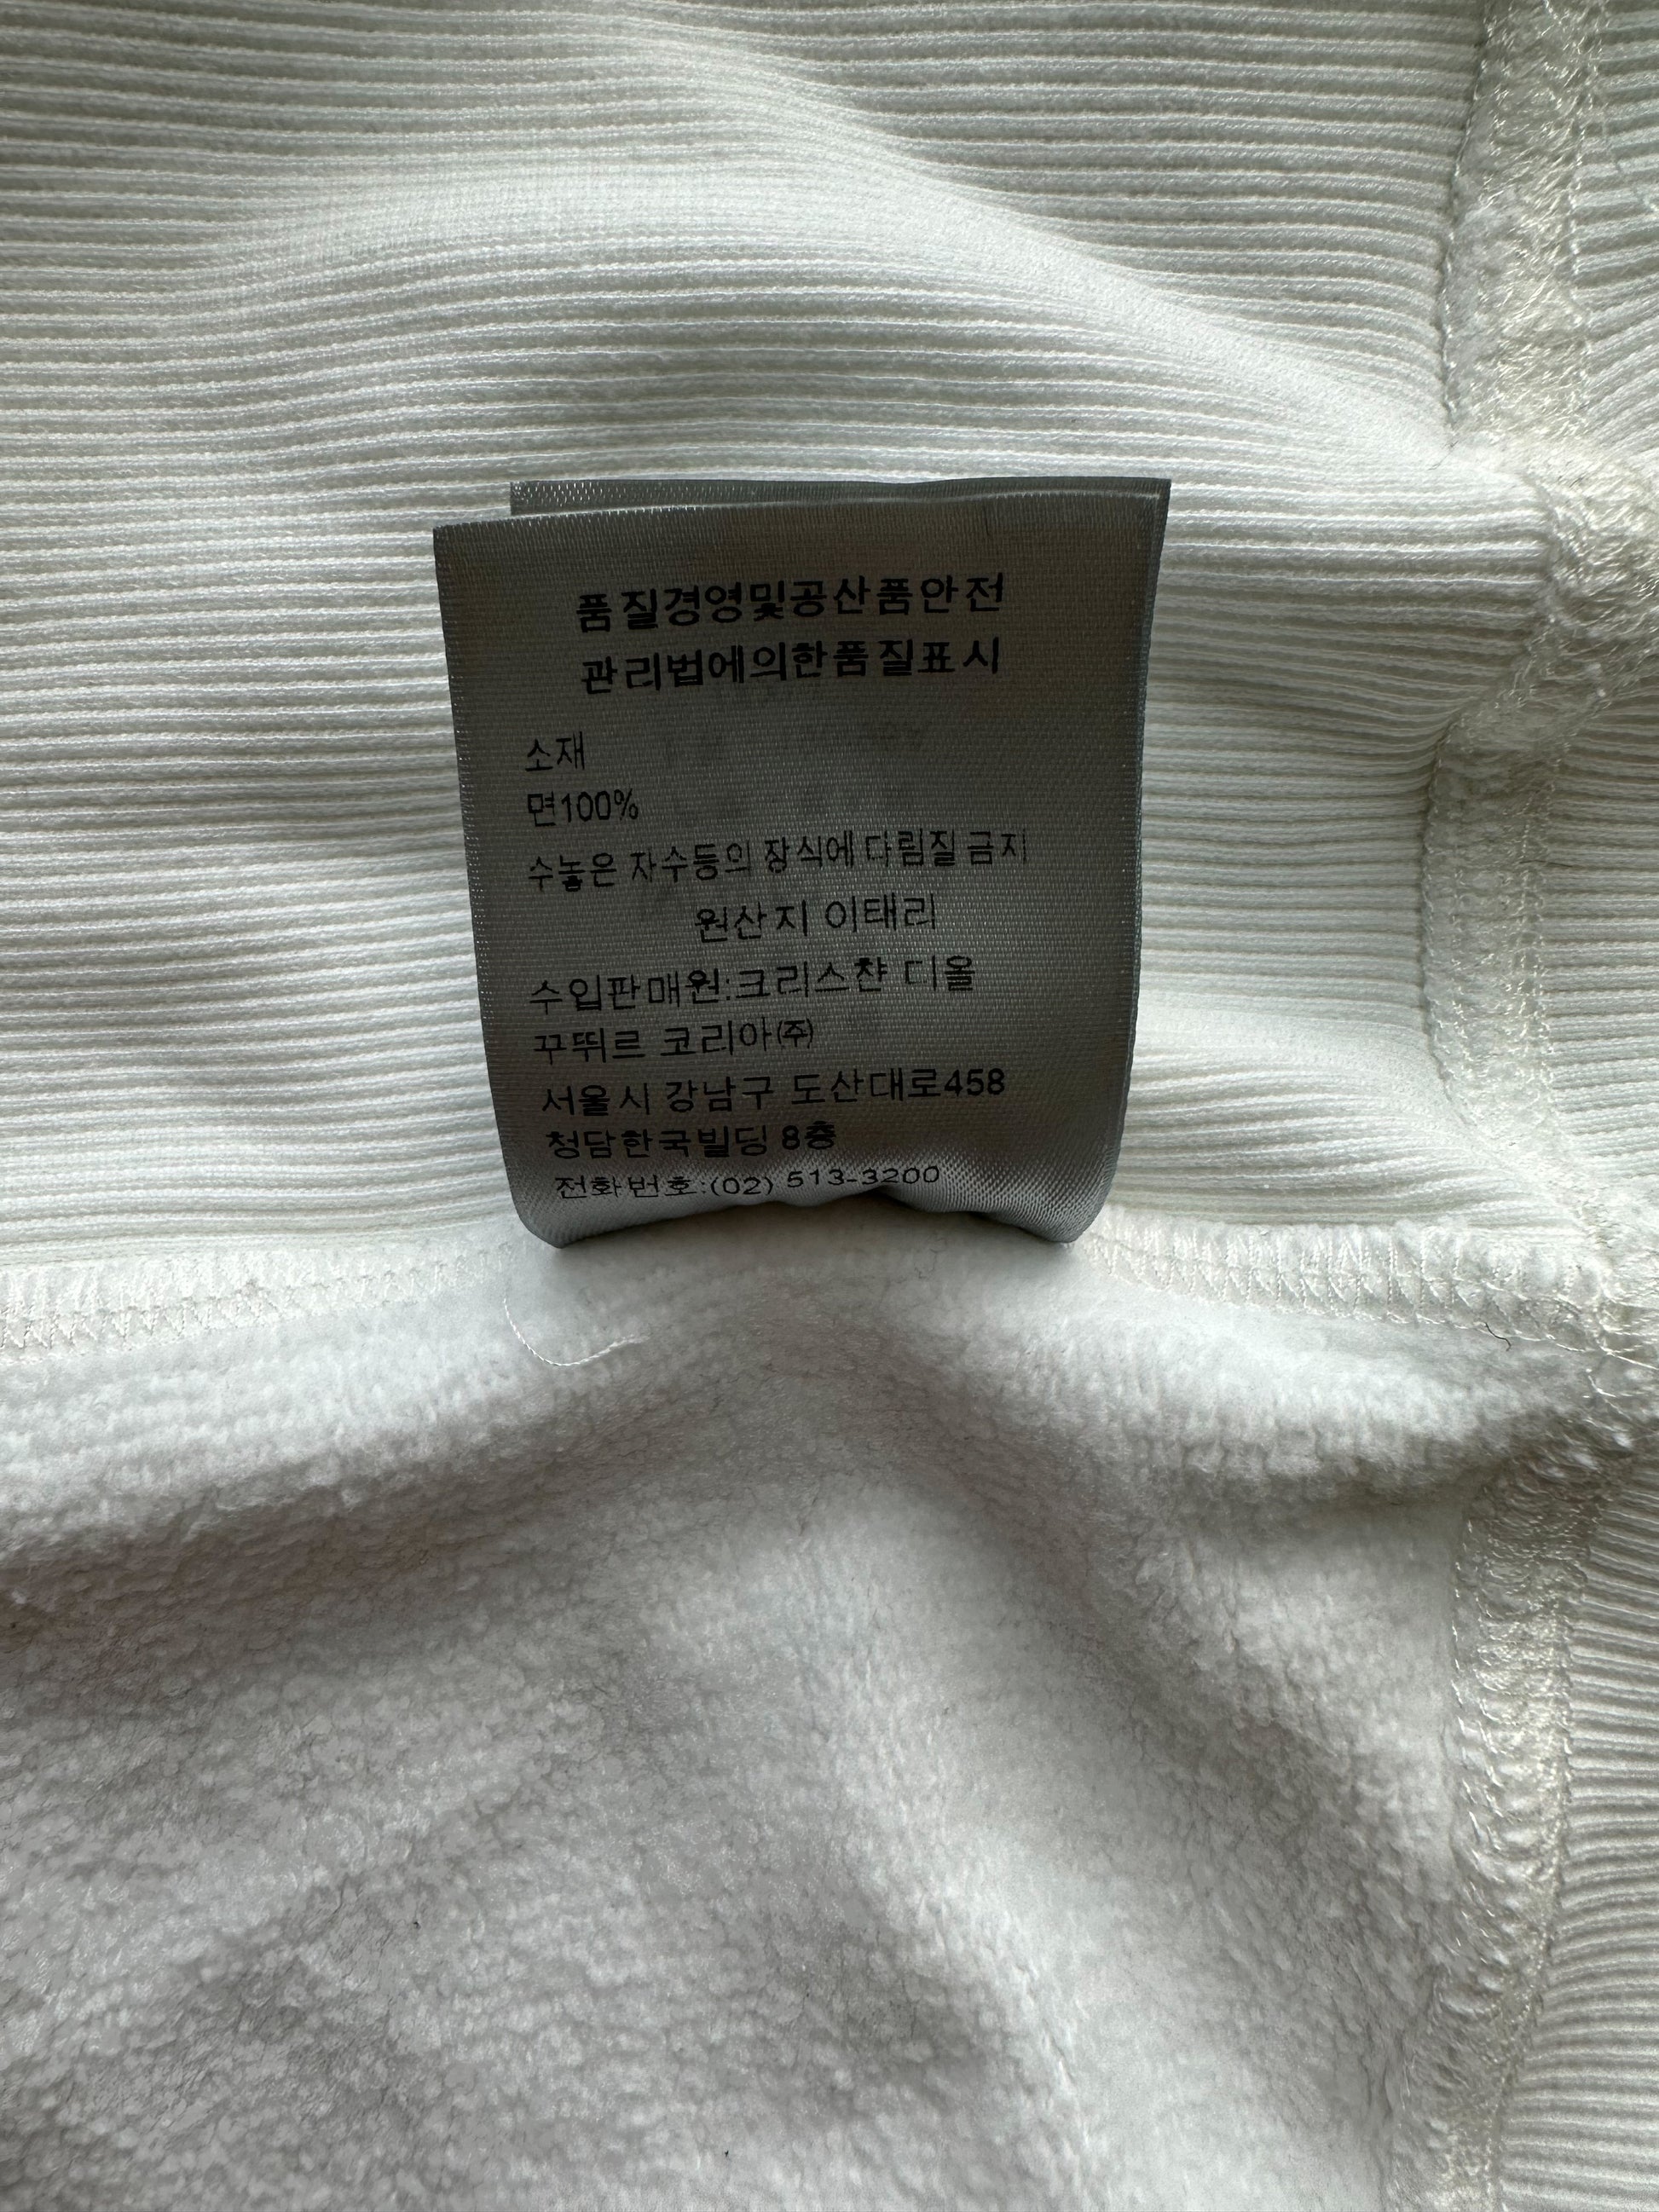 품질경영및공산품안전
관리법에의한품질표시
소재
면100%
수놓은 자수등의 장식에 다림질 금지
원산지 이태리
수입판매원:크리스챤 디올
꾸뛰르 코리아㈜
서울시 강남구 도산대로458
청담한국빌딩 8층
전화번호:(02) 513-3200